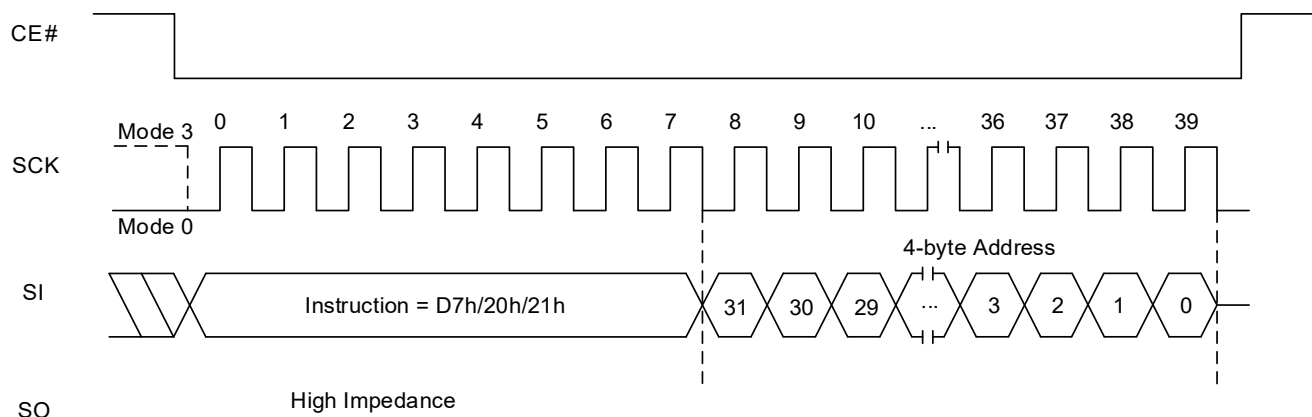 CE#
Mode 3
0 1 2 3 4 5 6 7 8 9 10 ... 36 37 38 39
SCK
Mode 0
4-byte Address
SI
Instruction = D7h/20h/21h
31 30 29 ... 3 2 1 0
High Impedance
SO